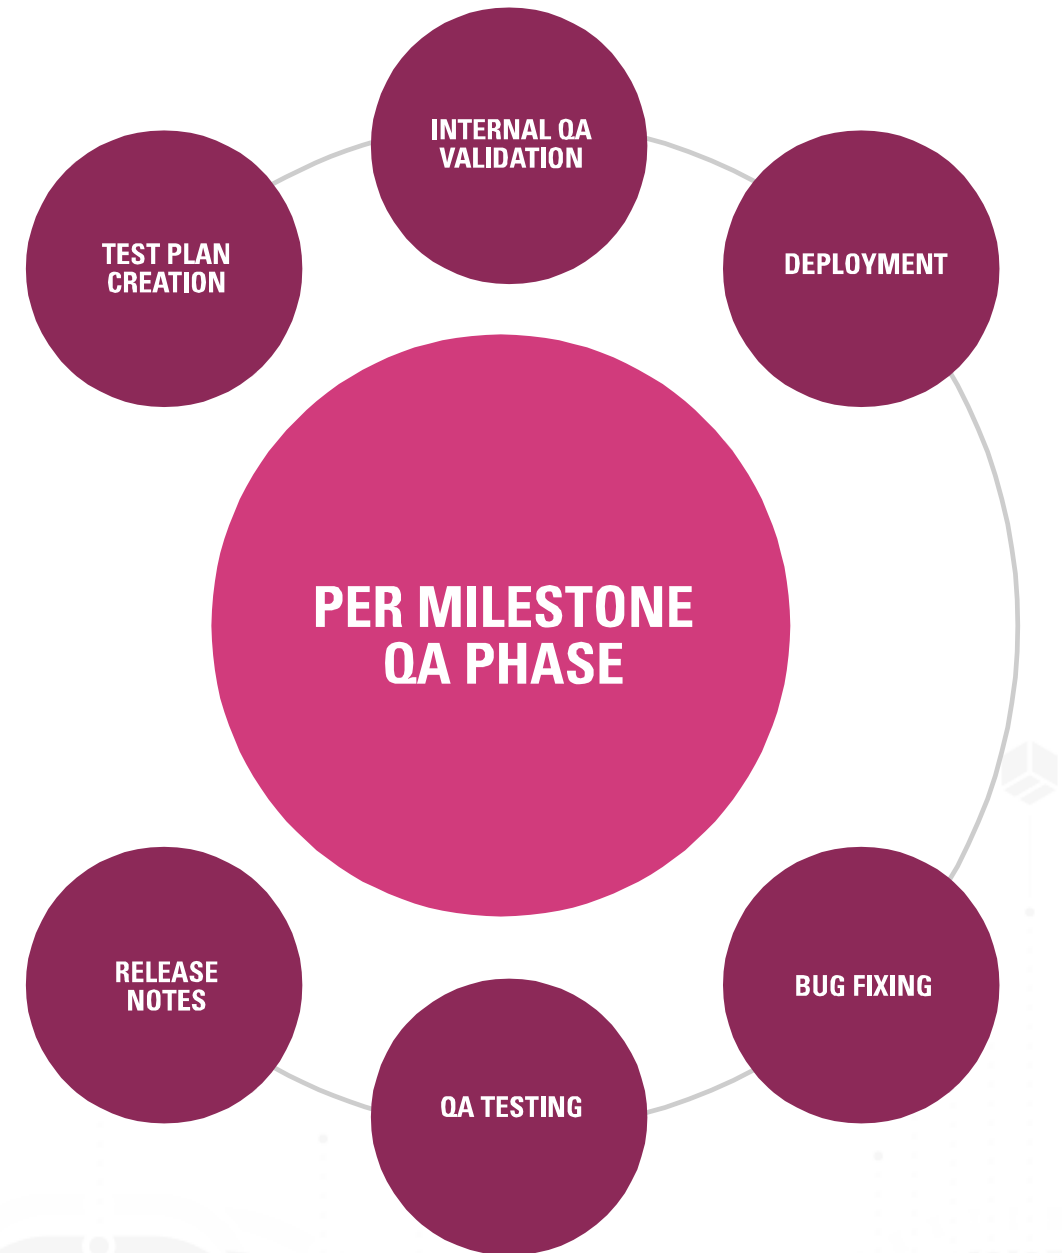 INTERNAL QA
VALIDATION
TEST PLAN
CREATION
DEPLOYMENT
PER MILESTONE
QA PHASE
RELEASE
NOTES
BUG FIXING
QA TESTING